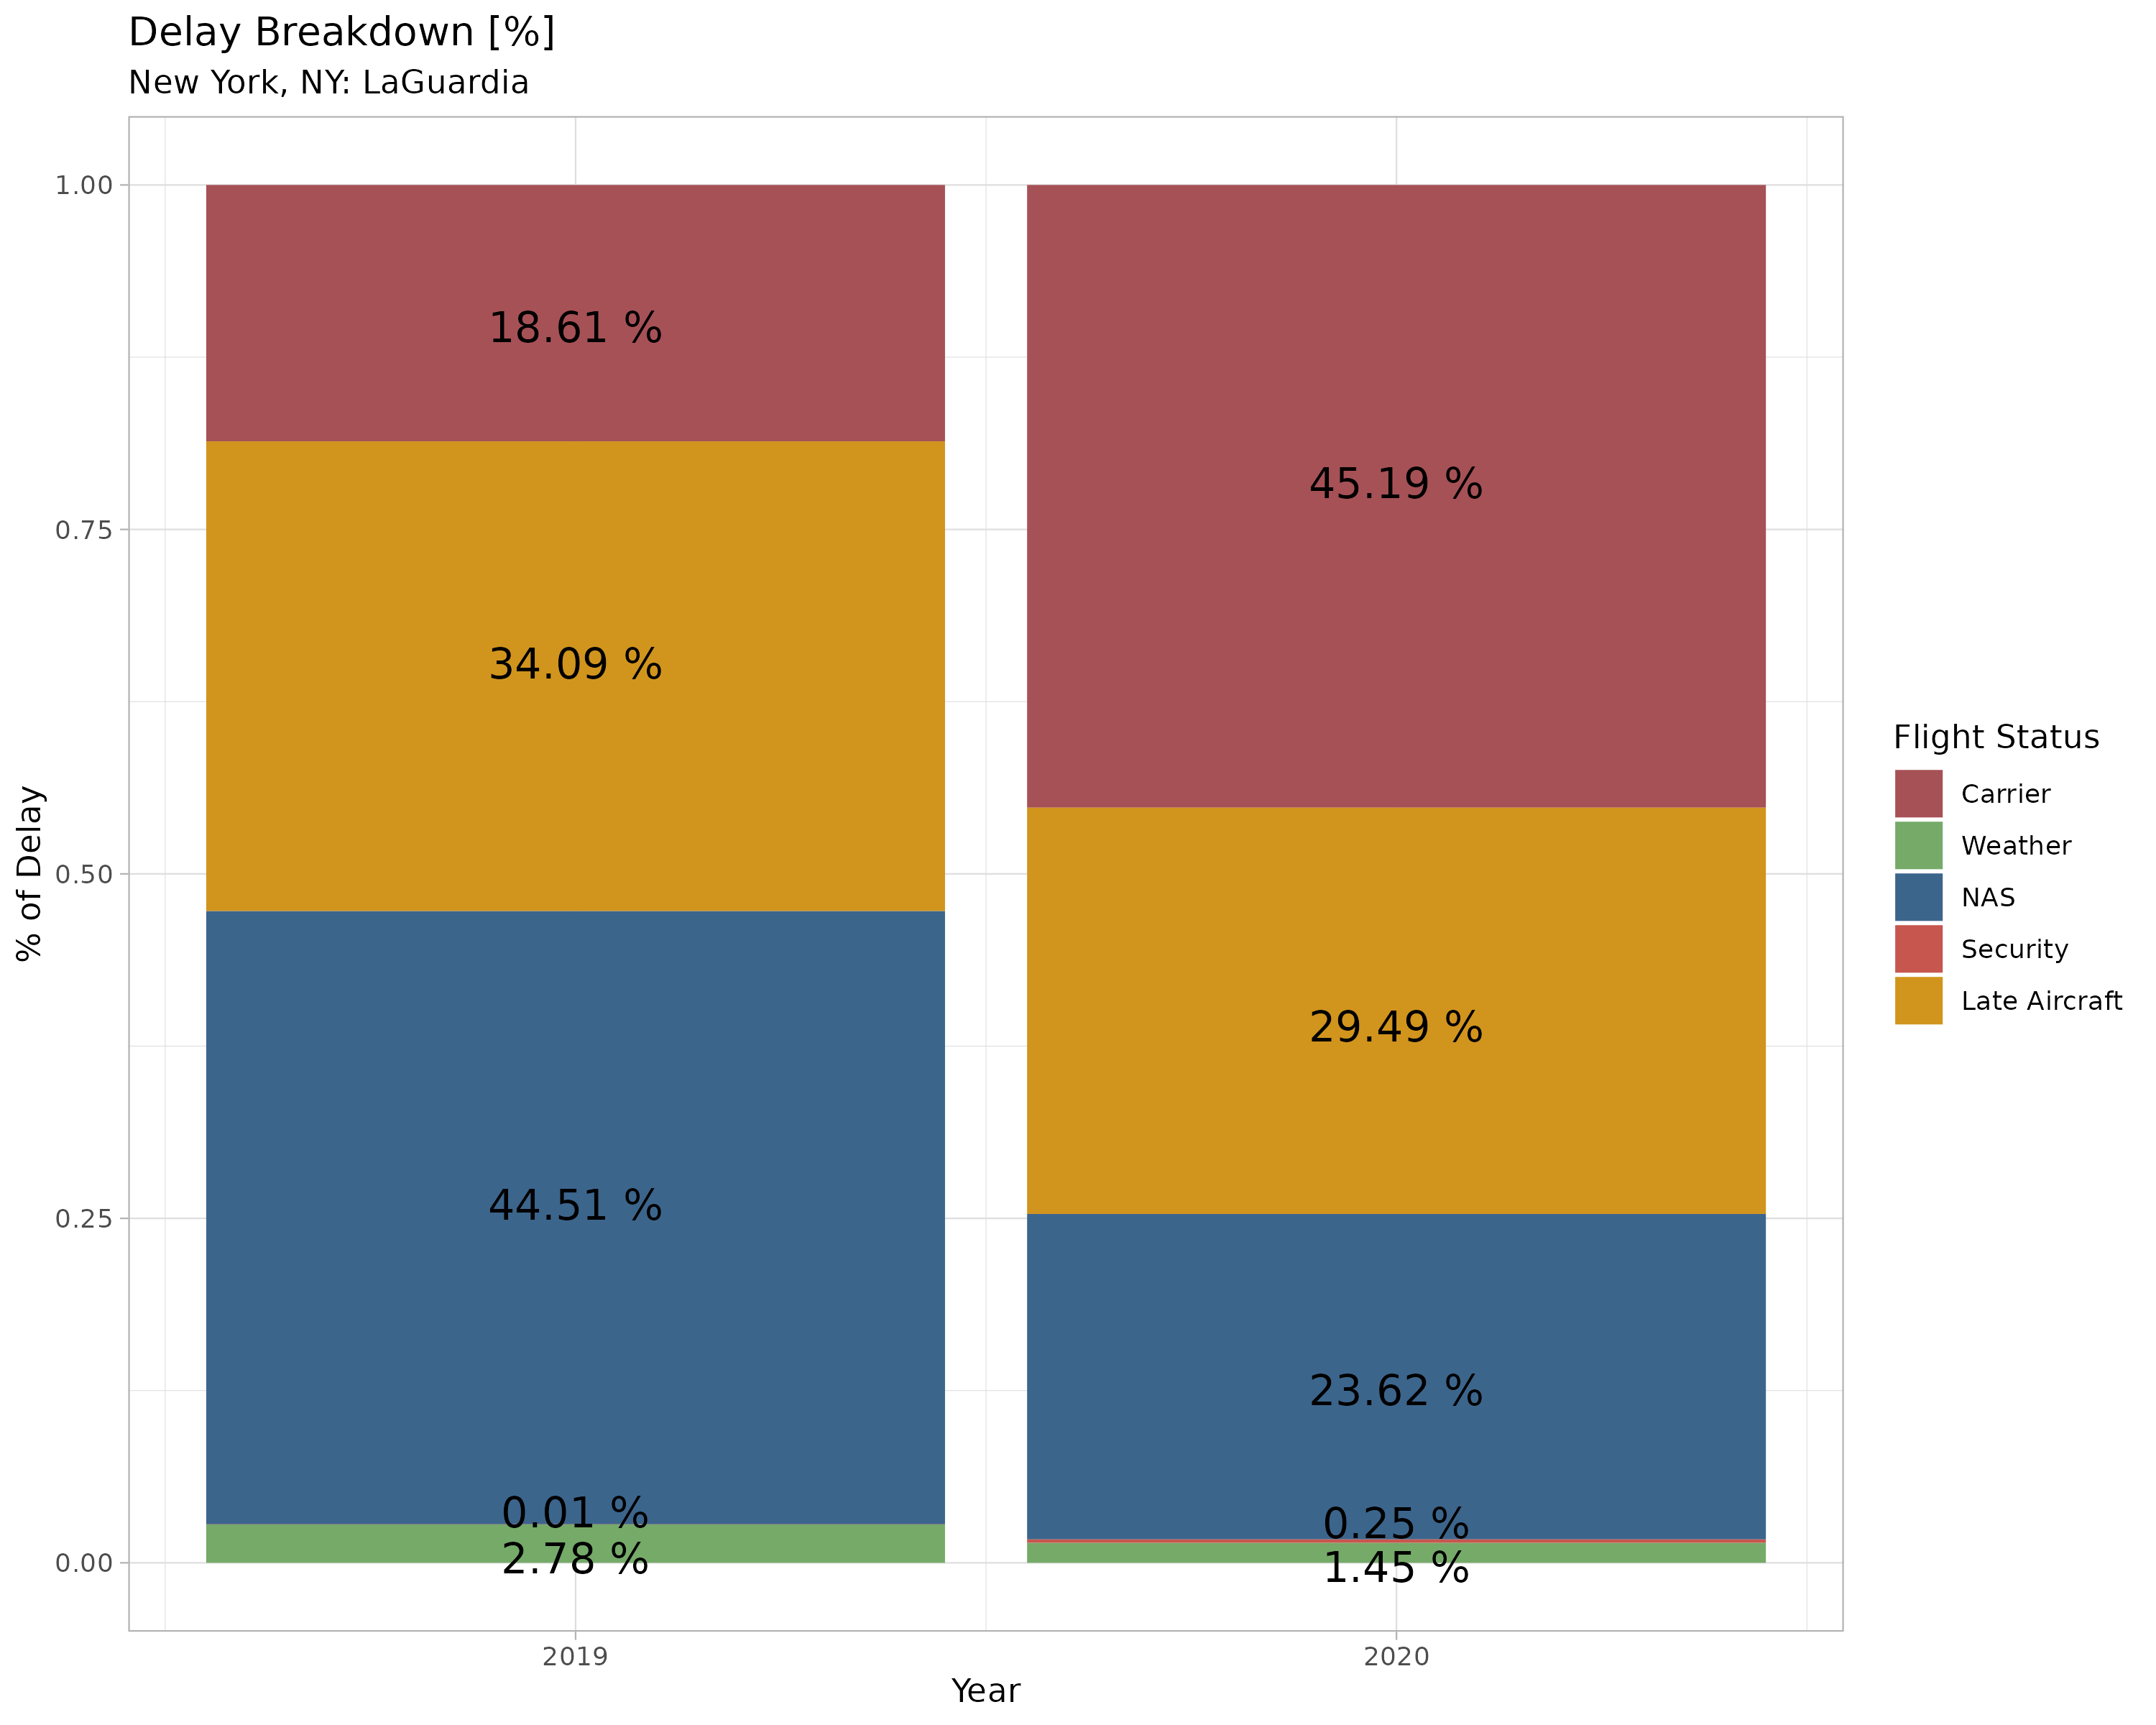 Delay Breakdown [%]
New York, NY: LaGuardia
% of Delay
1.00
0.75
0.50
0.25
0.00
18.61 %
34.09 %
44.51 %
0.01 %
2.78 %
45.19 %
29.49 %
23.62 %
0.25 %
1.45 %
2019
2020
Year
Flight Status
Carrier
Weather
NAS
Security
Late Aircraft